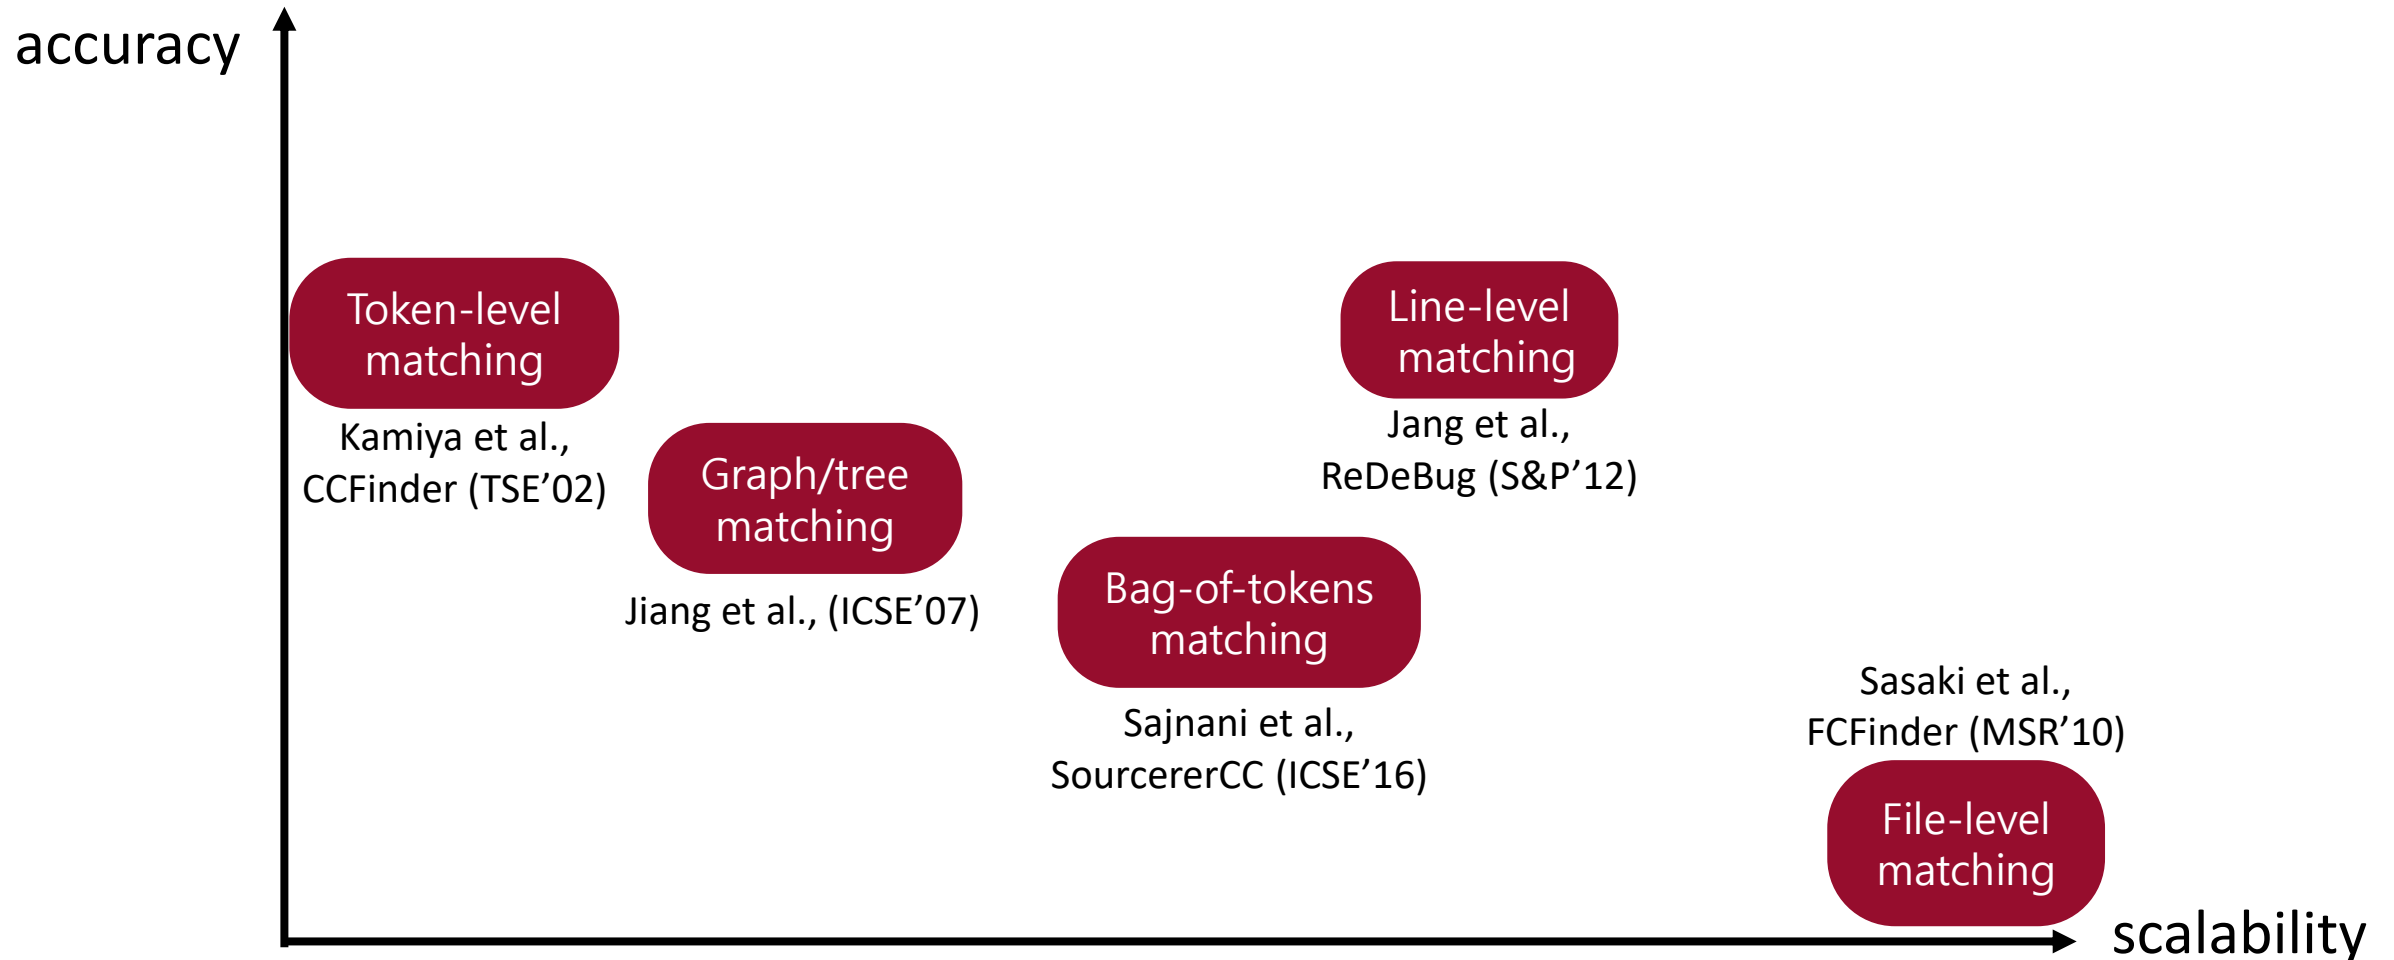 accuracy
Token-level
matching
Kamiya et al.,
CCFinder (TSE’02)
Graph/tree
matching
Jiang et al., (ICSE’07)
Bag-of-tokens
matching
Sajnani et al.,
SourcererCC (ICSE’16)
Line-level
matching
Jang et al.,
ReDeBug (S&P’12)
Sasaki et al.,
FCFinder (MSR’10)
File-level
matching
scalability